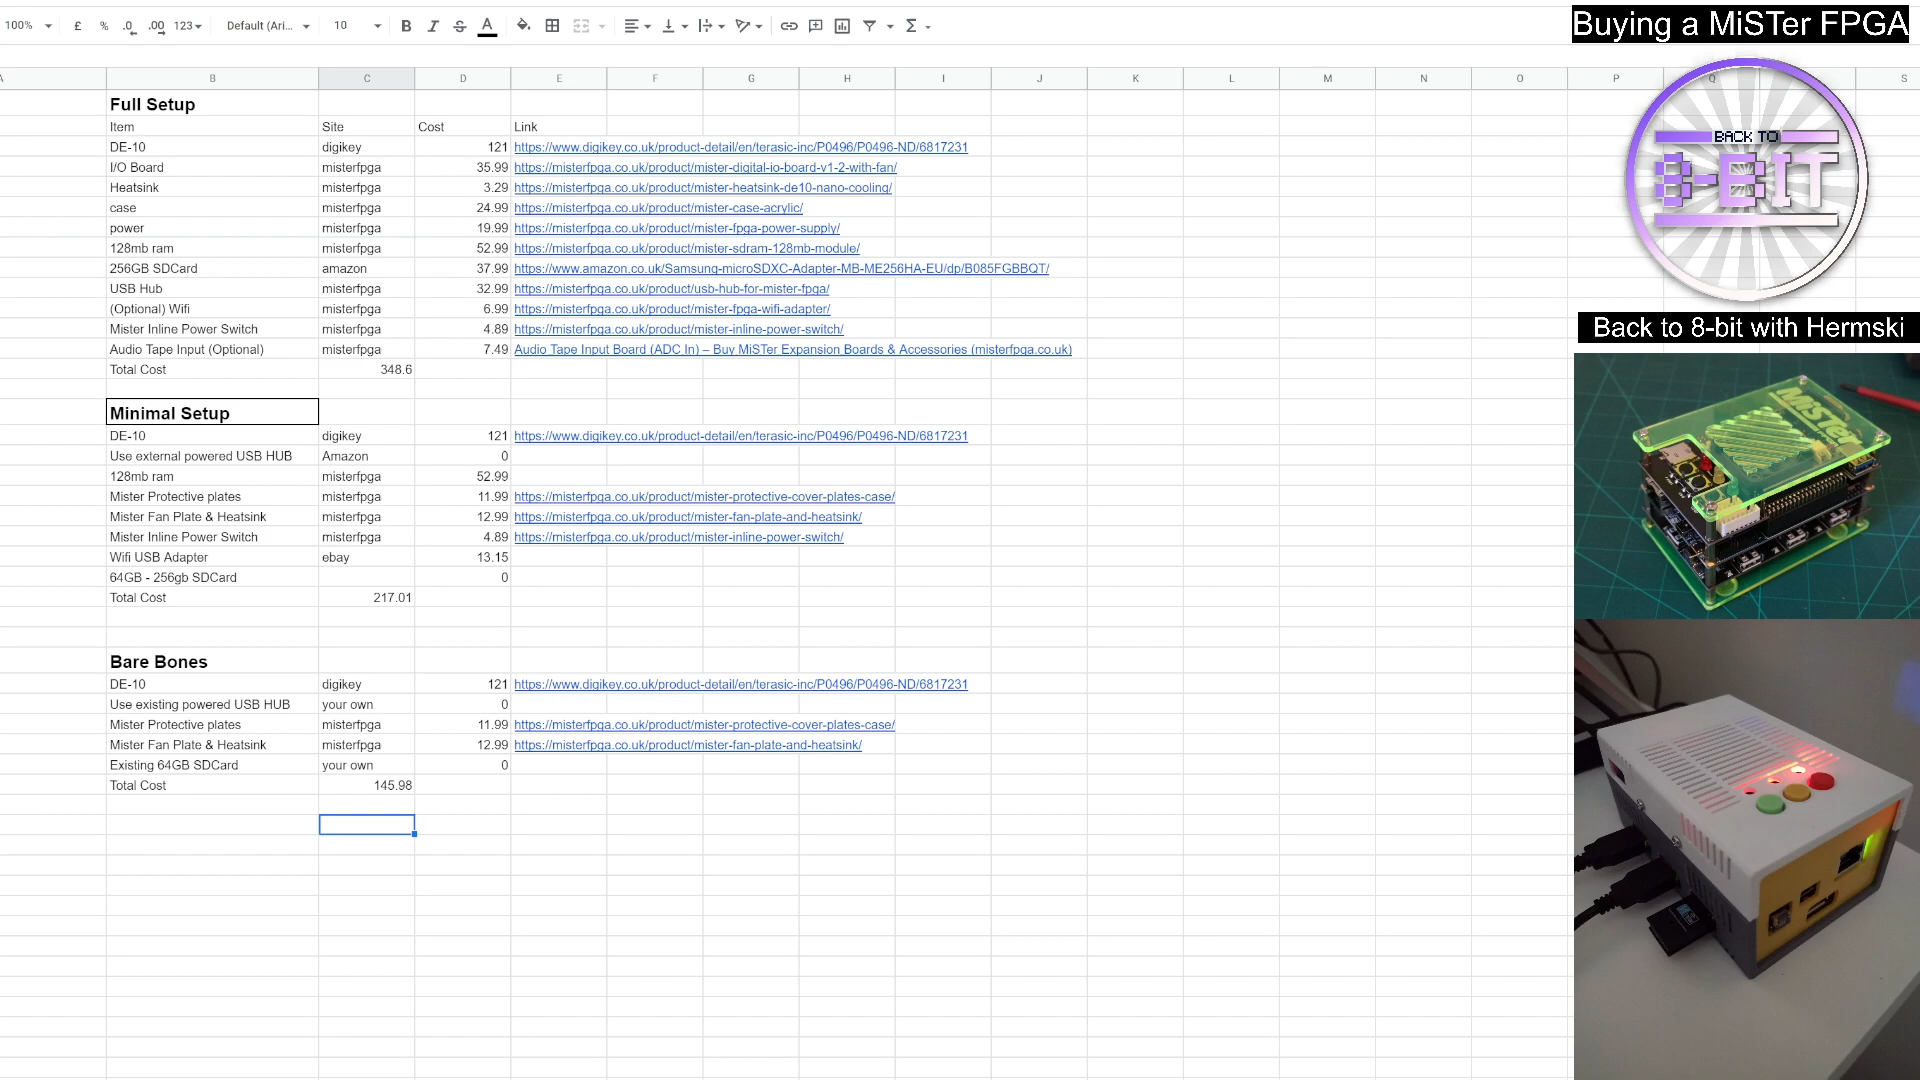 100% £ % .0 .00 123 Default (Ari... 10 B I S A Σ
Buying a MiSTer FPGA
A B C D E F G H I J K L M N O P Q S
Full Setup
Item Site Cost Link
DE-10 digikey 121 https://www.digikey.co.uk/product-detail/en/terasic-inc/P0496/P0496-ND/6817231
I/O Board misterfpga 35.99 https://misterfpga.co.uk/product/mister-digital-io-board-v1-2-with-fan/
Heatsink misterfpga 3.29 https://misterfpga.co.uk/product/mister-heatsink-de10-nano-cooling/
case misterfpga 24.99 https://misterfpga.co.uk/product/mister-case-acrylic/
power misterfpga 19.99 https://misterfpga.co.uk/product/mister-fpga-power-supply/
128mb ram misterfpga 52.99 https://misterfpga.co.uk/product/mister-sdram-128mb-module/
256GB SDCard amazon 37.99 https://www.amazon.co.uk/Samsung-microSDXC-Adapter-MB-ME256HA-EU/dp/B085FGBBQT/
USB Hub misterfpga 32.99 https://misterfpga.co.uk/product/usb-hub-for-mister-fpga/
(Optional) Wifi misterfpga 6.99 https://misterfpga.co.uk/product/mister-fpga-wifi-adapter/
Mister Inline Power Switch misterfpga 4.89 https://misterfpga.co.uk/product/mister-inline-power-switch/
Audio Tape Input (Optional) misterfpga 7.49 Audio Tape Input Board (ADC In) – Buy MiSTer Expansion Boards & Accessories (misterfpga.co.uk)
Total Cost 348.6
Minimal Setup
DE-10 digikey 121 https://www.digikey.co.uk/product-detail/en/terasic-inc/P0496/P0496-ND/6817231
Use external powered USB HUB Amazon 0
128mb ram misterfpga 52.99
Mister Protective plates misterfpga 11.99 https://misterfpga.co.uk/product/mister-protective-cover-plates-case/
Mister Fan Plate & Heatsink misterfpga 12.99 https://misterfpga.co.uk/product/mister-fan-plate-and-heatsink/
Mister Inline Power Switch misterfpga 4.89 https://misterfpga.co.uk/product/mister-inline-power-switch/
Wifi USB Adapter ebay 13.15
64GB - 256gb SDCard 0
Total Cost 217.01
Bare Bones
DE-10 digikey 121 https://www.digikey.co.uk/product-detail/en/terasic-inc/P0496/P0496-ND/6817231
Use existing powered USB HUB your own 0
Mister Protective plates misterfpga 11.99 https://misterfpga.co.uk/product/mister-protective-cover-plates-case/
Mister Fan Plate & Heatsink misterfpga 12.99 https://misterfpga.co.uk/product/mister-fan-plate-and-heatsink/
Existing 64GB SDCard your own 0
Total Cost 145.98
BACK TO
8-BIT
Back to 8-bit with Hermski
MiSTer